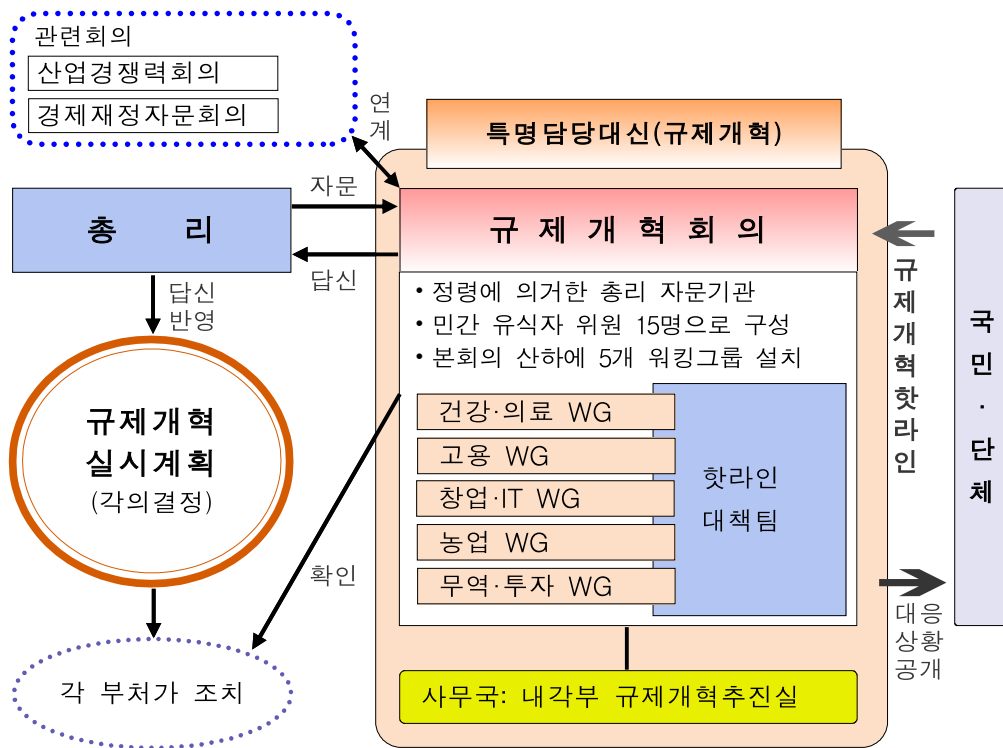 관련회의
산업경쟁력회의
경제재정자문회의
연계
특명담당대신(규제개혁)
총 리
자문
답신
규 제 개 혁 회 의
• 정령에 의거한 총리 자문기관
• 민간 유식자 위원 15명으로 구성
• 본회의 산하에 5개 워킹그룹 설치
건강·의료 WG
고용 WG
창업·IT WG
농업 WG
무역·투자 WG
핫라인
대책팀
답신
반영
규제개혁
실시계획
(각의결정)
확인
각 부처가 조치
사무국: 내각부 규제개혁추진실
규제개혁핫라인
국민·단체
대응
상황
공개